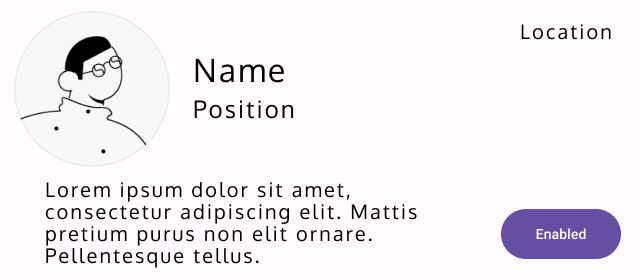 Location
Name
Position
Lorem ipsum dolor sit amet,
consectetur adipiscing elit. Mattis
pretium purus non elit ornare.
Pellentesque tellus.
Enabled